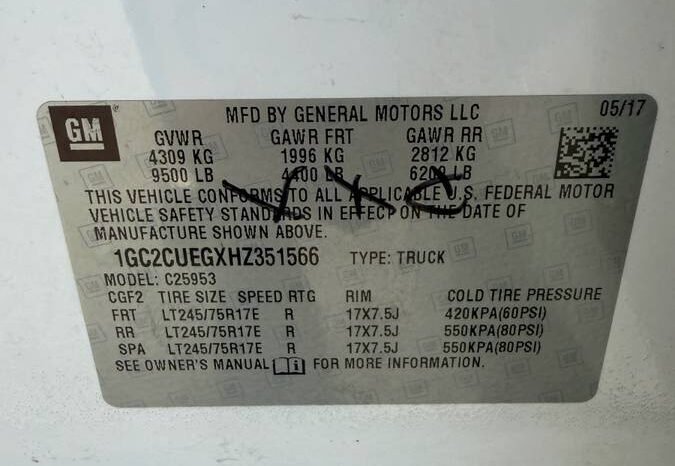 GM
MFD BY GENERAL MOTORS LLC 05/17
GVWR GAWR FRT GAWR RR
4309 KG 1996 KG 2812 KG
9500 LB 4400 LB 6200 LB
THIS VEHICLE CONFORMS TO ALL APPLICABLE U.S. FEDERAL MOTOR
VEHICLE SAFETY STANDARDS IN EFFECT ON THE DATE OF
MANUFACTURE SHOWN ABOVE.
1GC2CUEGXHZ351566 TYPE: TRUCK
MODEL: C25953
CGF2 TIRE SIZE SPEED RTG RIM COLD TIRE PRESSURE
FRT LT245/75R17E R 17X7.5J 420KPA(60PSI)
RR LT245/75R17E R 17X7.5J 550KPA(80PSI)
SPA LT245/75R17E R 17X7.5J 550KPA(80PSI)
SEE OWNER'S MANUAL i FOR MORE INFORMATION.